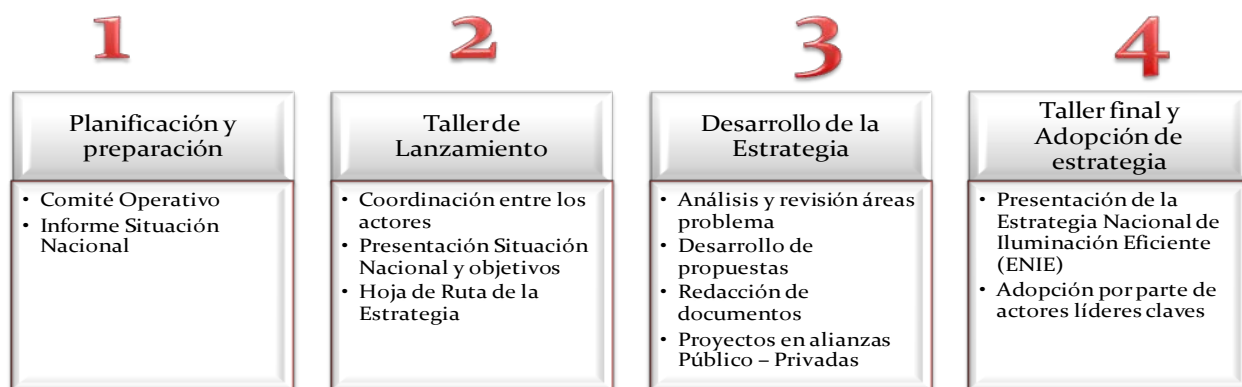 1
Planificación y
preparación
• Comité Operativo
• Informe Situación
Nacional
2
Taller de
Lanzamiento
• Coordinación entre los
actores
• Presentación Situación
Nacional y objetivos
• Hoja de Ruta de la
Estrategia
3
Desarrollo de la
Estrategia
• Análisis y revisión áreas
problema
• Desarrollo de
propuestas
• Redacción de
documentos
• Proyectos en alianzas
Público – Privadas
4
Taller final y
Adopción de
estrategia
• Presentación de la
Estrategia Nacional de
Iluminación Eficiente
(ENIE)
• Adopción por parte de
actores líderes claves